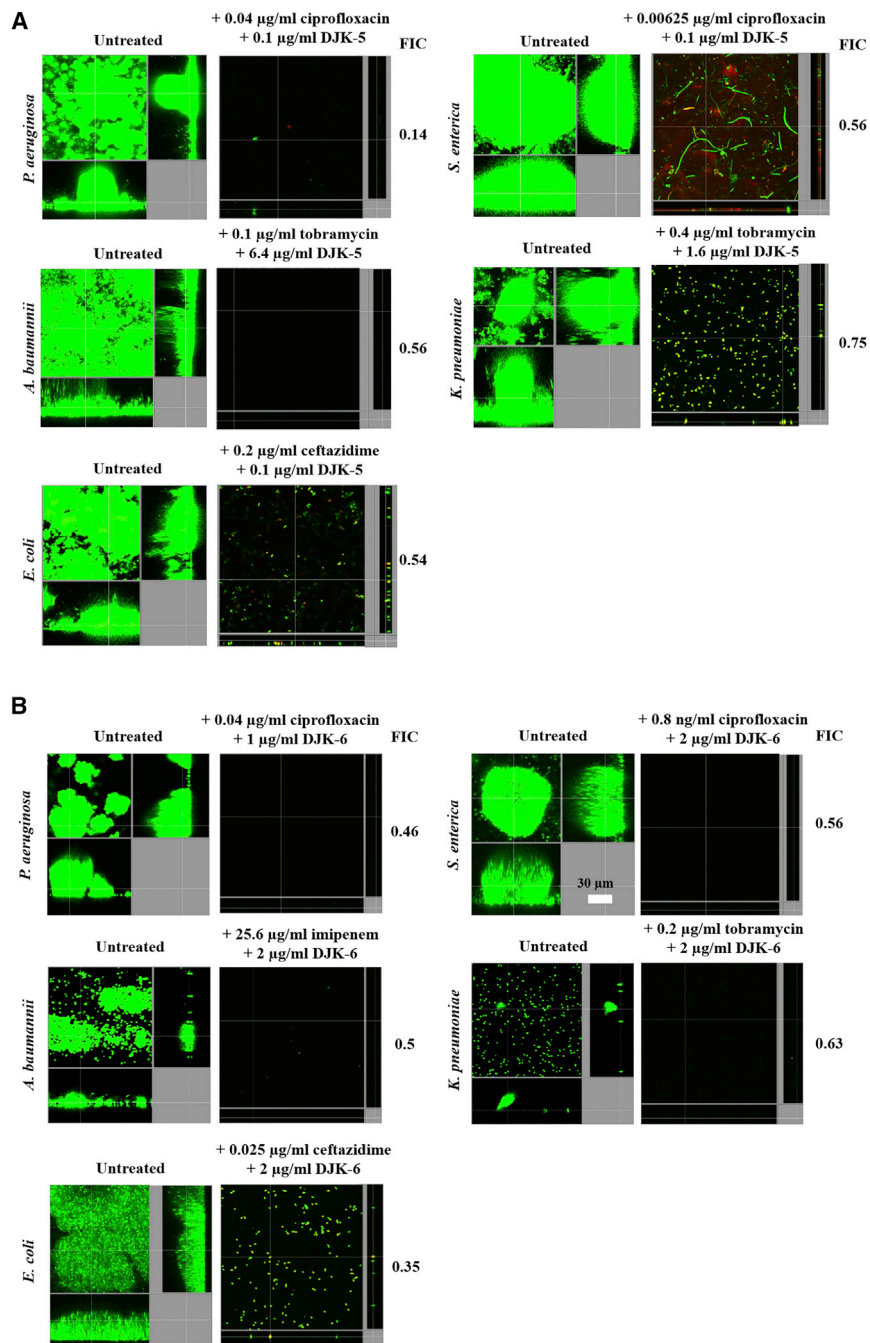 A
Untreated
+ 0.04 µg/ml ciprofloxacin
+ 0.1 µg/ml DJK-5
FIC
P. aeruginosa
0.14
Untreated
+ 0.1 µg/ml tobramycin
+ 6.4 µg/ml DJK-5
A. baumannii
0.56
Untreated
+ 0.2 µg/ml ceftazidime
+ 0.1 µg/ml DJK-5
E. coli
0.54
Untreated
+ 0.00625 µg/ml ciprofloxacin
+ 0.1 µg/ml DJK-5
FIC
S. enterica
0.56
Untreated
+ 0.4 µg/ml tobramycin
+ 1.6 µg/ml DJK-5
K. pneumoniae
0.75
B
Untreated
+ 0.04 µg/ml ciprofloxacin
+ 1 µg/ml DJK-6
FIC
P. aeruginosa
0.46
Untreated
+ 25.6 µg/ml imipenem
+ 2 µg/ml DJK-6
A. baumannii
0.5
Untreated
+ 0.025 µg/ml ceftazidime
+ 2 µg/ml DJK-6
E. coli
0.35
Untreated
+ 0.8 ng/ml ciprofloxacin
+ 2 µg/ml DJK-6
FIC
S. enterica
30 µm
0.56
Untreated
+ 0.2 µg/ml tobramycin
+ 2 µg/ml DJK-6
K. pneumoniae
0.63